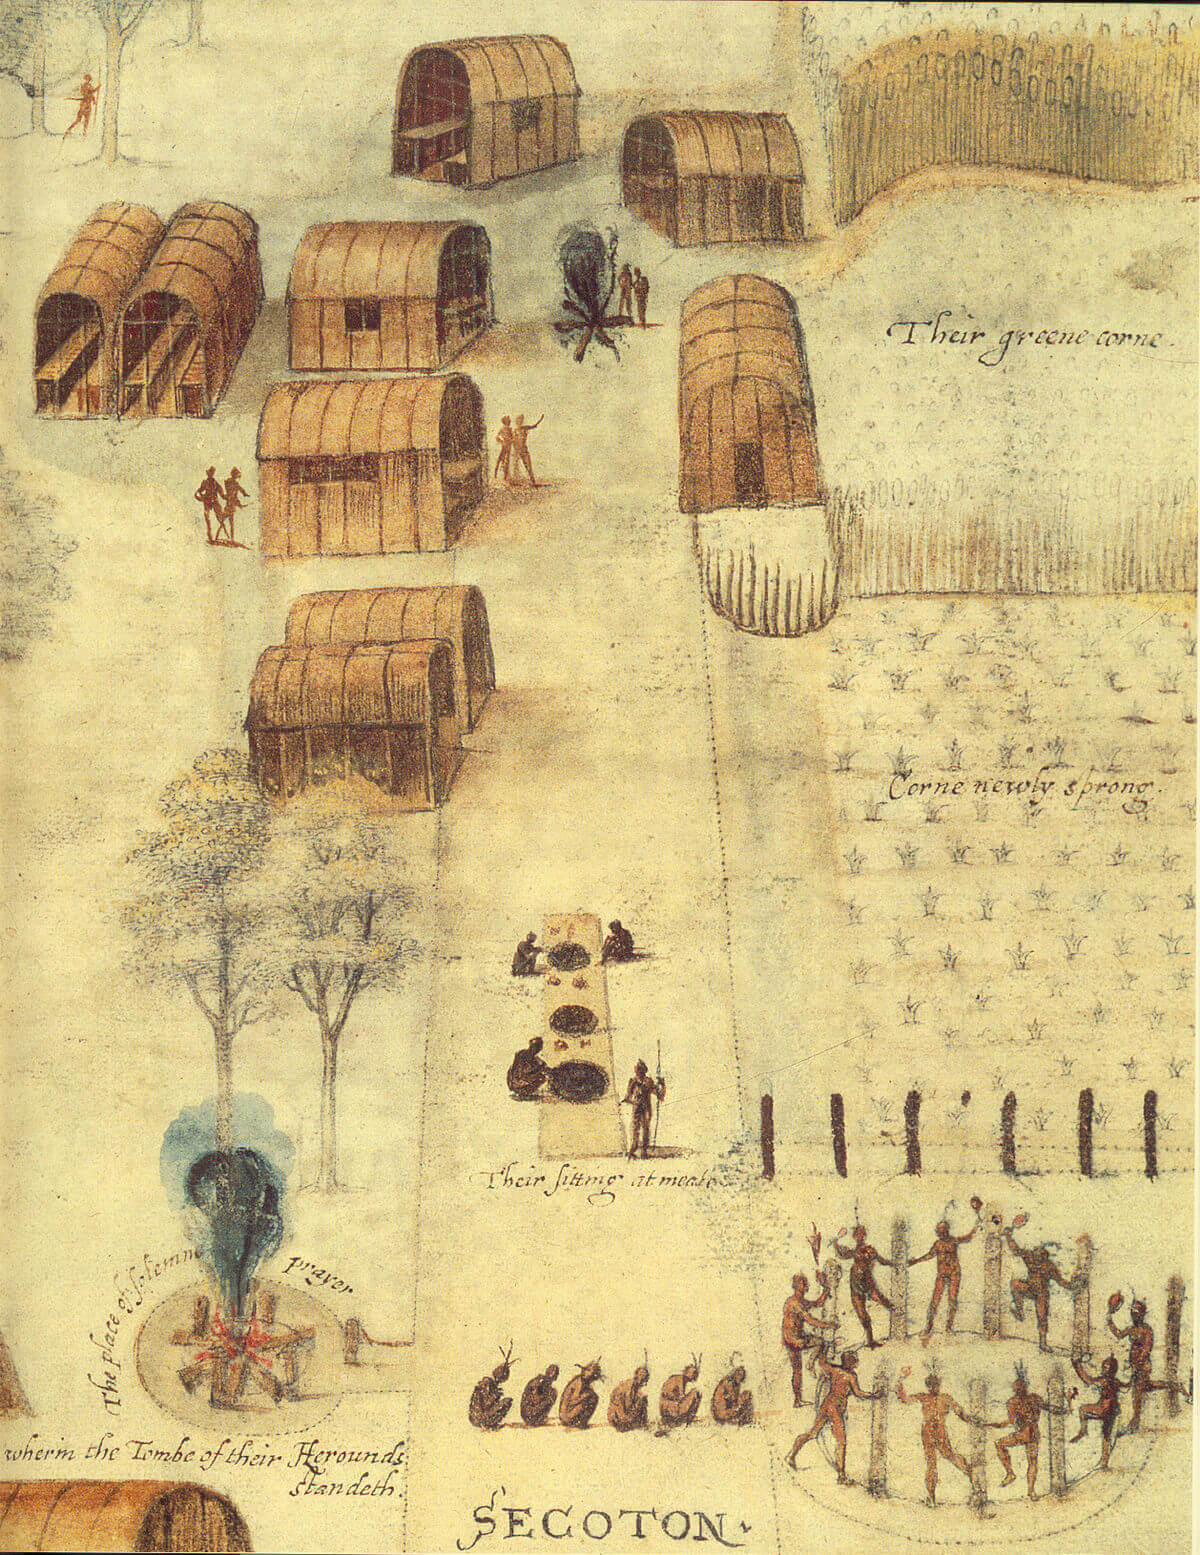 Their greene corne.
Corne newly sprong.
Their sitting at meate
The place of solemne prayer
wherin the Tombe of their Herounds
standeth.
SECOTON.